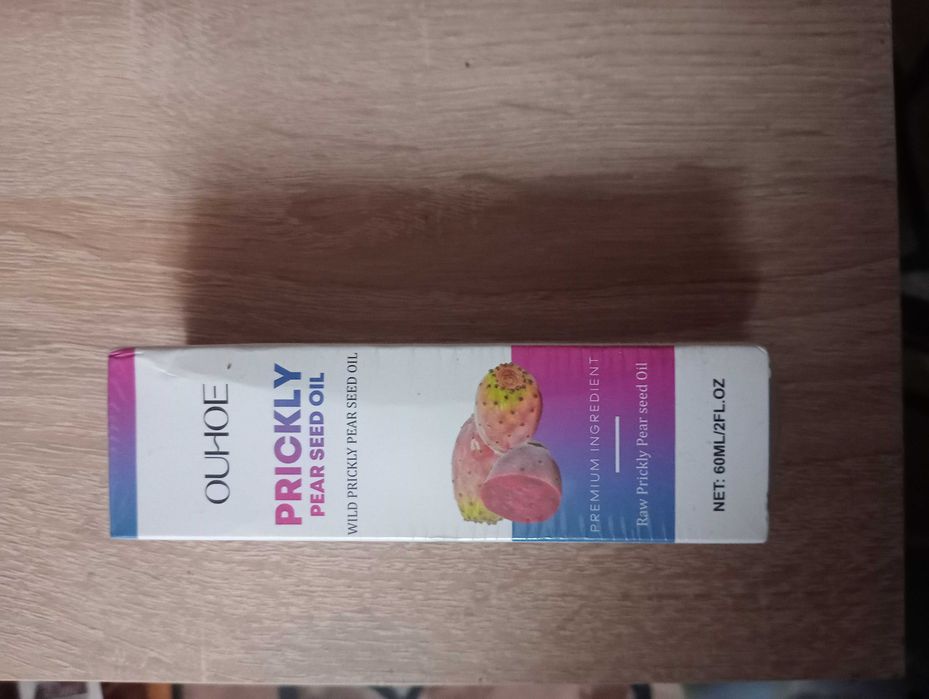 OUHOE
PRICKLY
PEAR SEED OIL
WILD PRICKLY PEAR SEED OIL
PREMIUM INGREDIENT
Raw Prickly Pear seed Oil
NET: 60ML/2FL.OZ